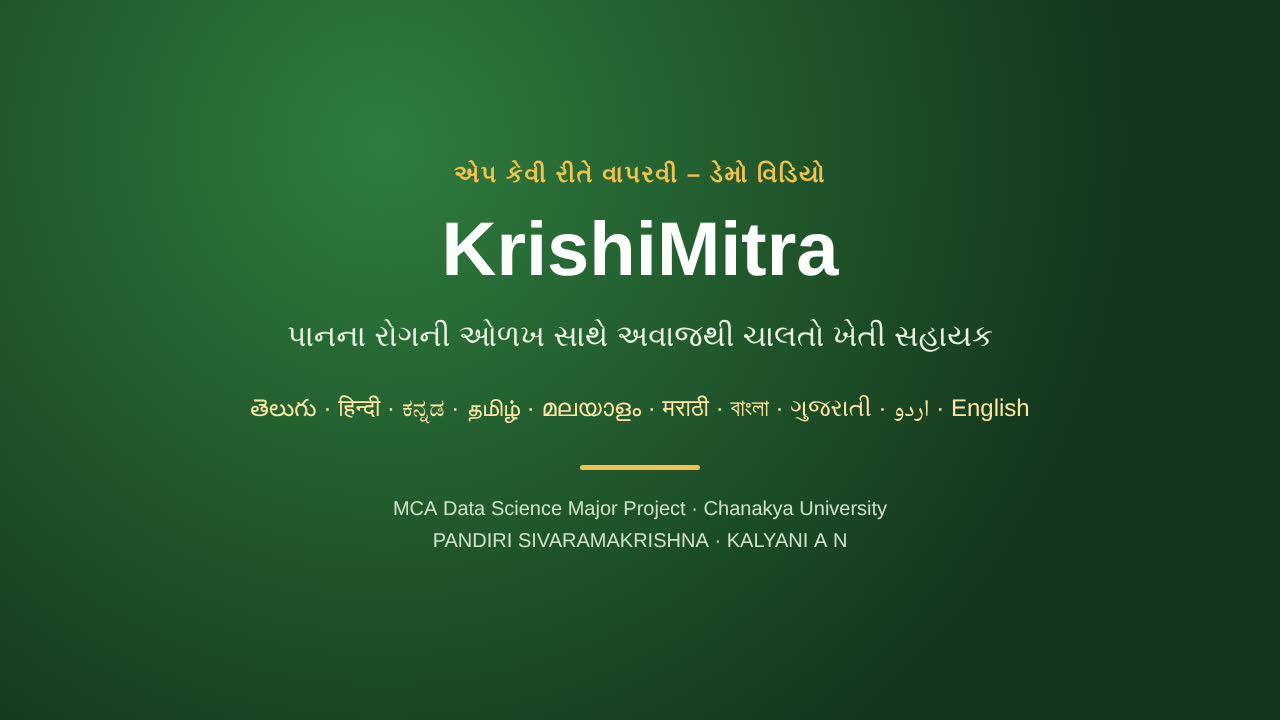 એપ કેવી રીતે વાપરવી – ડેમો વિડિયો
KrishiMitra
પાનના રોગની ઓળખ સાથે અવાજથી ચાલતો ખેતી સહાયક
తెలుగు · हिन्दी · ಕನ್ನಡ · தமிழ் · മലയാളം · मराठी · বাংলা · ગુજરાતી · اردو · English
MCA Data Science Major Project · Chanakya University
PANDIRI SIVARAMAKRISHNA · KALYANI A N